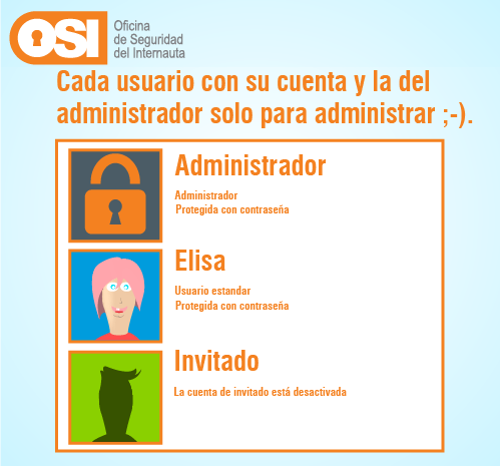 OSI
Oficina
de Seguridad
del Internauta
Cada usuario con su cuenta y la del
administrador solo para administrar ;-).
Administrador
Administrador
Protegida con contraseña
Elisa
Usuario estandar
Protegida con contraseña
Invitado
La cuenta de invitado está desactivada